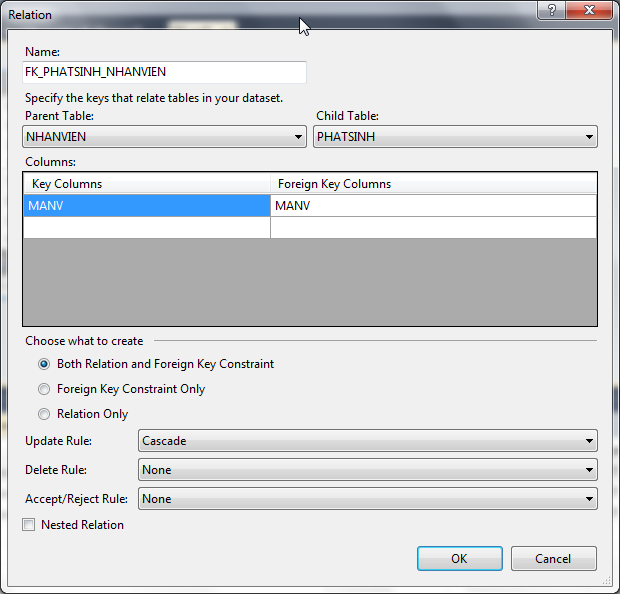 Relation
Name:
FK_PHATSINH_NHANVIEN
Specify the keys that relate tables in your dataset.
Parent Table: Child Table:
NHANVIEN PHATSINH
Columns:
Key Columns Foreign Key Columns
MANV MANV
Choose what to create
Both Relation and Foreign Key Constraint
Foreign Key Constraint Only
Relation Only
Update Rule: Cascade
Delete Rule: None
Accept/Reject Rule: None
Nested Relation
OK Cancel